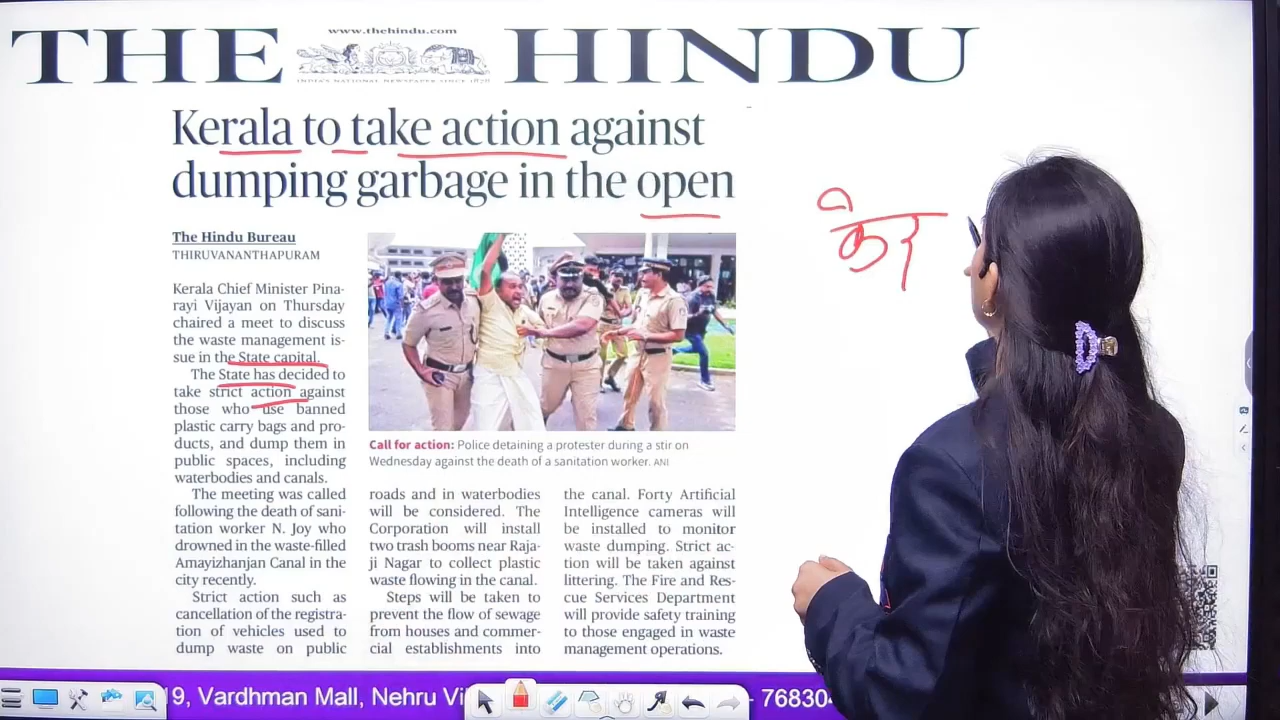 www.thehindu.com
THE HINDU
INDIA'S NATIONAL NEWSPAPER SINCE 1878
Kerala to take action against
dumping garbage in the open
The Hindu Bureau
THIRUVANANTHAPURAM
Kerala Chief Minister Pina-
rayi Vijayan on Thursday
chaired a meet to discuss
the waste management is-
sue in the State capital.
The State has decided to
take strict action against
those who use banned
plastic carry bags and pro-
ducts, and dump them in
public spaces, including
waterbodies and canals.
The meeting was called
following the death of sani-
tation worker N. Joy who
drowned in the waste-filled
Amayizhanjan Canal in the
city recently.
Strict action such as
cancellation of the registra-
tion of vehicles used to
dump waste on public
Call for action: Police detaining a protester during a stir on
Wednesday against the death of a sanitation worker. ANI
roads and in waterbodies
will be considered. The
Corporation will install
two trash booms near Raja-
ji Nagar to collect plastic
waste flowing in the canal.
Steps will be taken to
prevent the flow of sewage
from houses and commer-
cial establishments into
the canal. Forty Artificial
Intelligence cameras will
be installed to monitor
waste dumping. Strict ac-
tion will be taken against
littering. The Fire and Res-
cue Services Department
will provide safety training
to those engaged in waste
management operations.
केर
19, Vardhman Mall, Nehru Vi - 76830